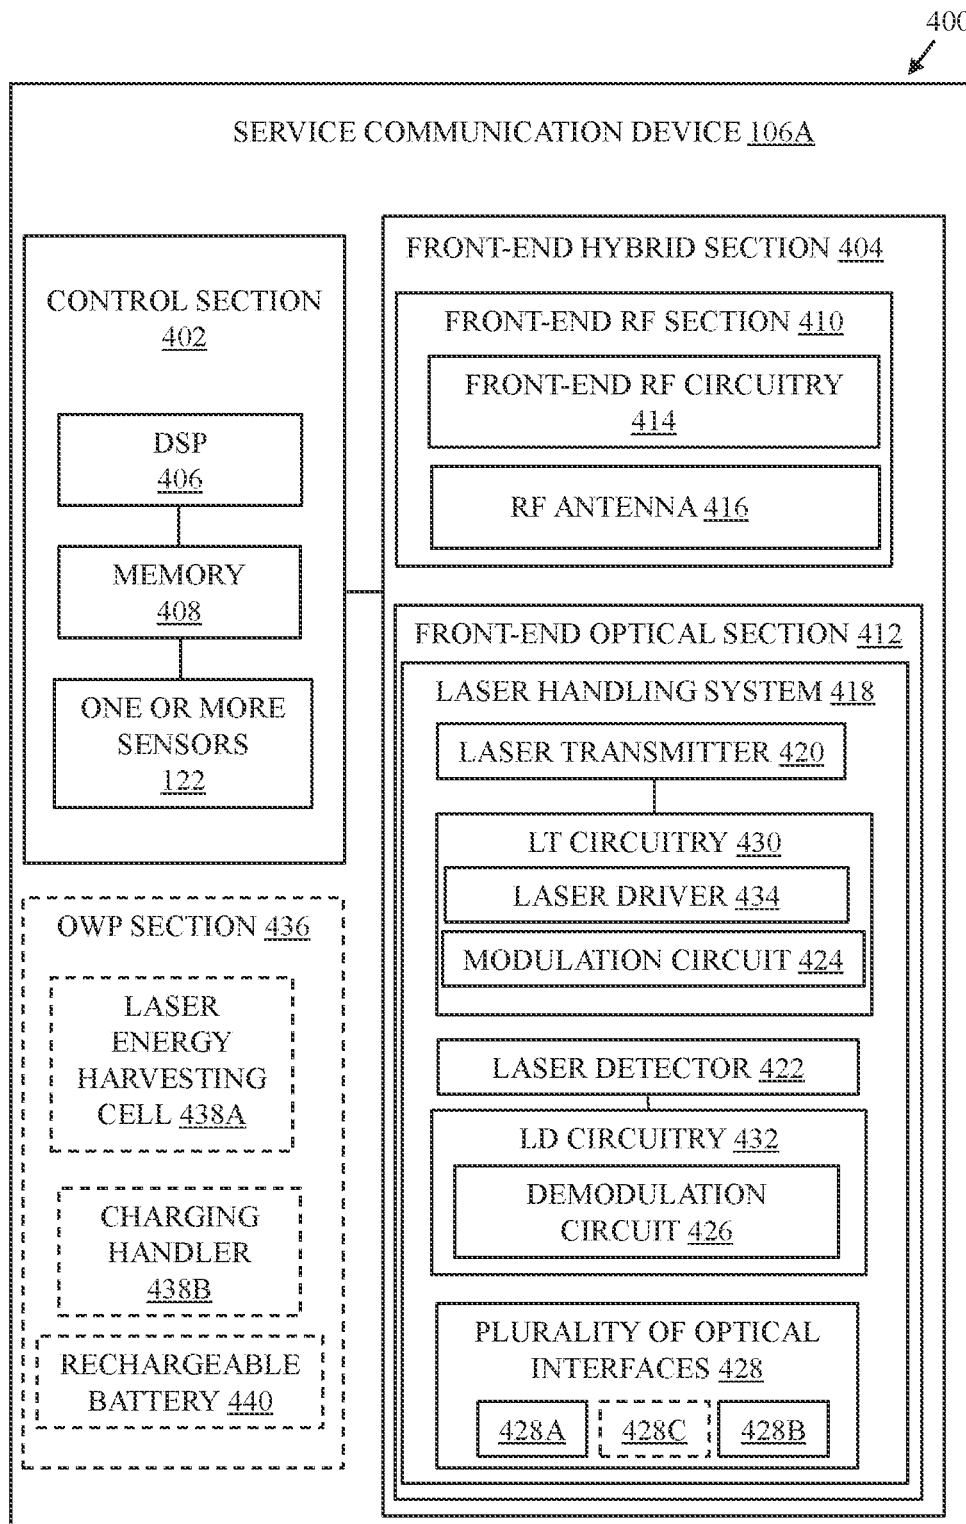 400
SERVICE COMMUNICATION DEVICE 106A
CONTROL SECTION
402
DSP
406
MEMORY
408
ONE OR MORE
SENSORS
122
OWP SECTION 436
LASER
ENERGY
HARVESTING
CELL 438A
CHARGING
HANDLER
438B
RECHARGEABLE
BATTERY 440
FRONT-END HYBRID SECTION 404
FRONT-END RF SECTION 410
FRONT-END RF CIRCUITRY
414
RF ANTENNA 416
FRONT-END OPTICAL SECTION 412
LASER HANDLING SYSTEM 418
LASER TRANSMITTER 420
LT CIRCUITRY 430
LASER DRIVER 434
MODULATION CIRCUIT 424
LASER DETECTOR 422
LD CIRCUITRY 432
DEMODULATION
CIRCUIT 426
PLURALITY OF OPTICAL
INTERFACES 428
428A 428C 428B